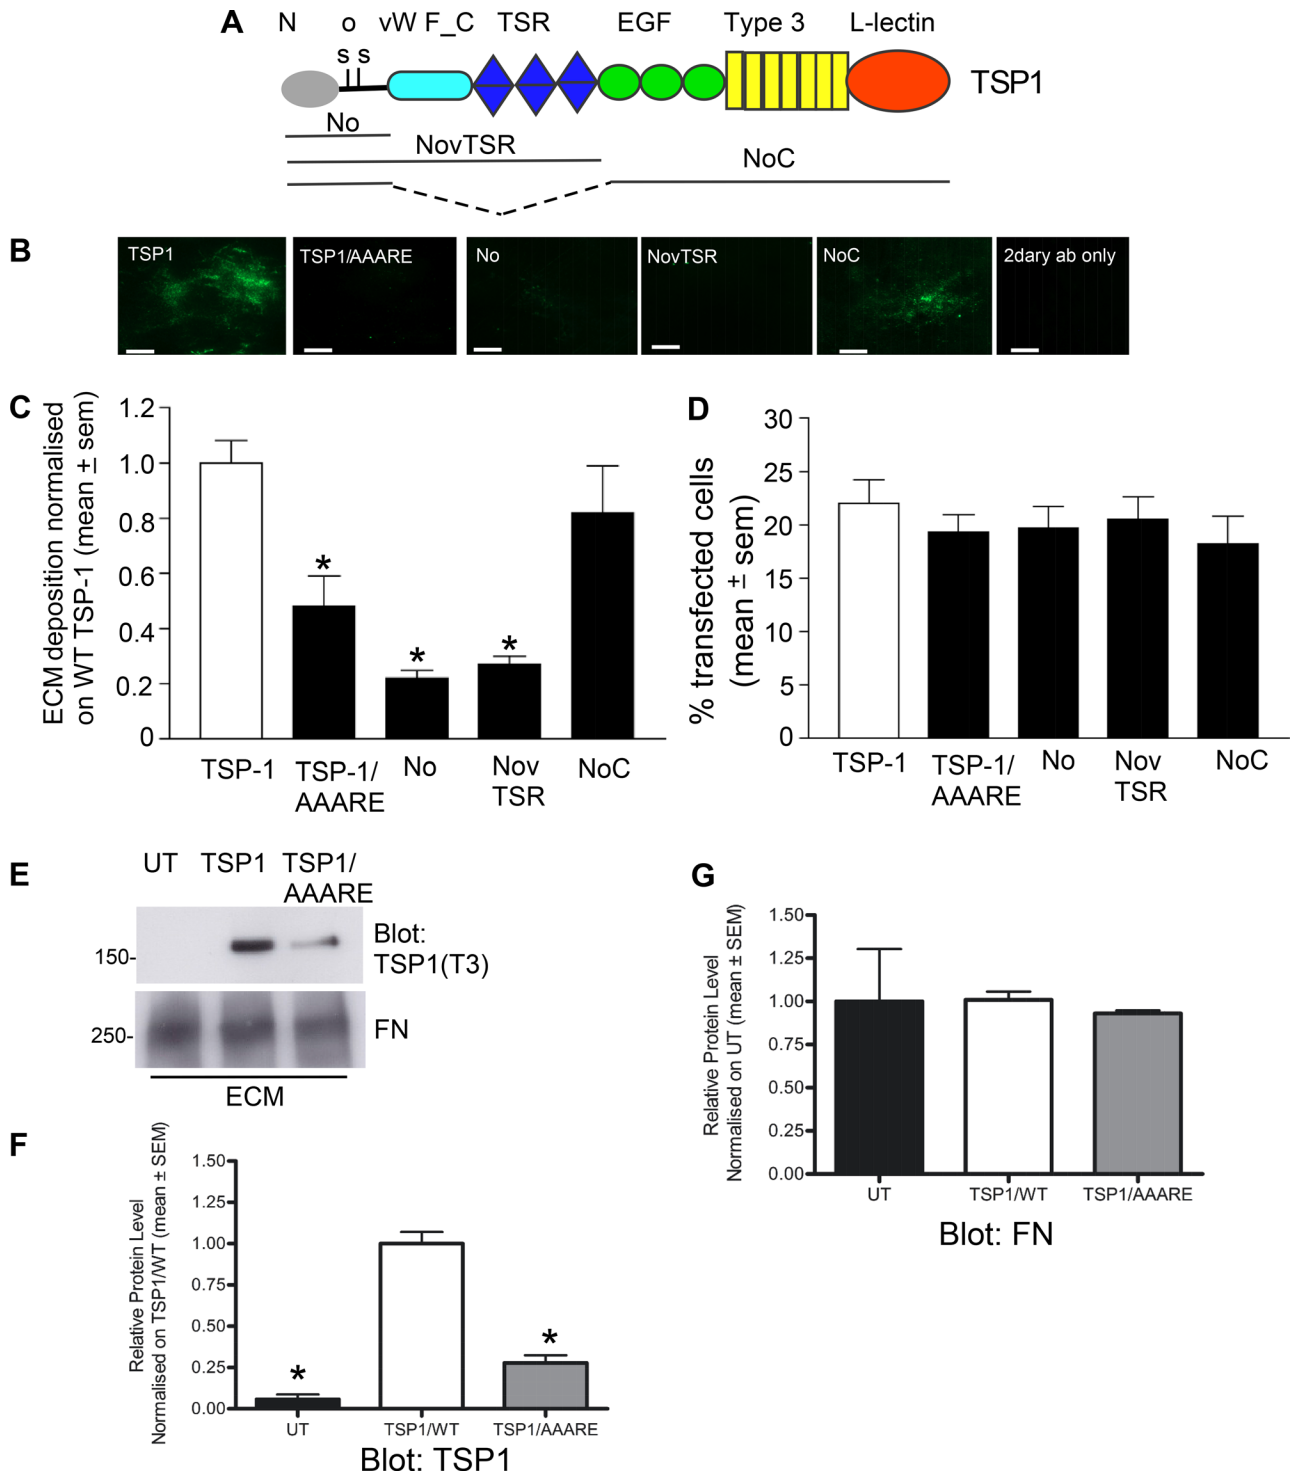 A
N o vW F_C TSR EGF Type 3 L-lectin
s s
TSP1
No
NovTSR
NoC
B
TSP1
TSP1/AAARE
No
NovTSR
NoC
2dary ab only
C
ECM deposition normalised
on WT TSP-1 (mean ± sem)
1.2
1.0
0.8
0.6
0.4
0.2
0
*
*
*
TSP-1
TSP-1/
AAARE
No
Nov
TSR
NoC
D
% transfected cells
(mean ± sem)
30
25
20
15
10
5
0
TSP-1
TSP-1/
AAARE
No
Nov
TSR
NoC
E
UT TSP1 TSP1/
AAARE
150-
Blot:
TSP1(T3)
250-
FN
ECM
F
Relative Protein Level
Normalised on TSP1/WT (mean ± SEM)
1.50
1.25
1.00
0.75
0.50
0.25
0.00
*
*
UT
TSP1/WT
TSP1/AAARE
Blot: TSP1
G
Relative Protein Level
Normalised on UT (mean ± SEM)
1.50
1.25
1.00
0.75
0.50
0.25
0.00
UT
TSP1/WT
TSP1/AAARE
Blot: FN